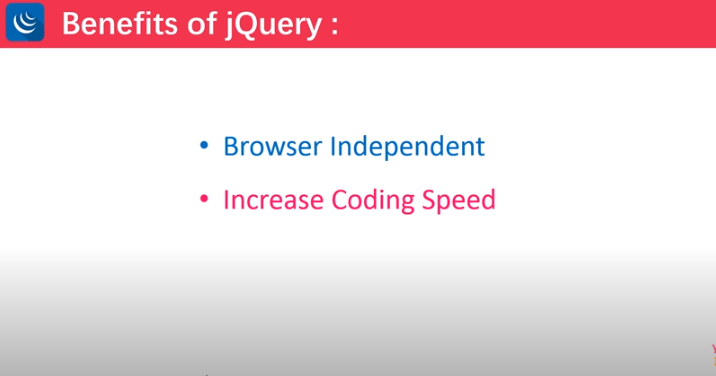 Benefits of jQuery :
• Browser Independent
• Increase Coding Speed